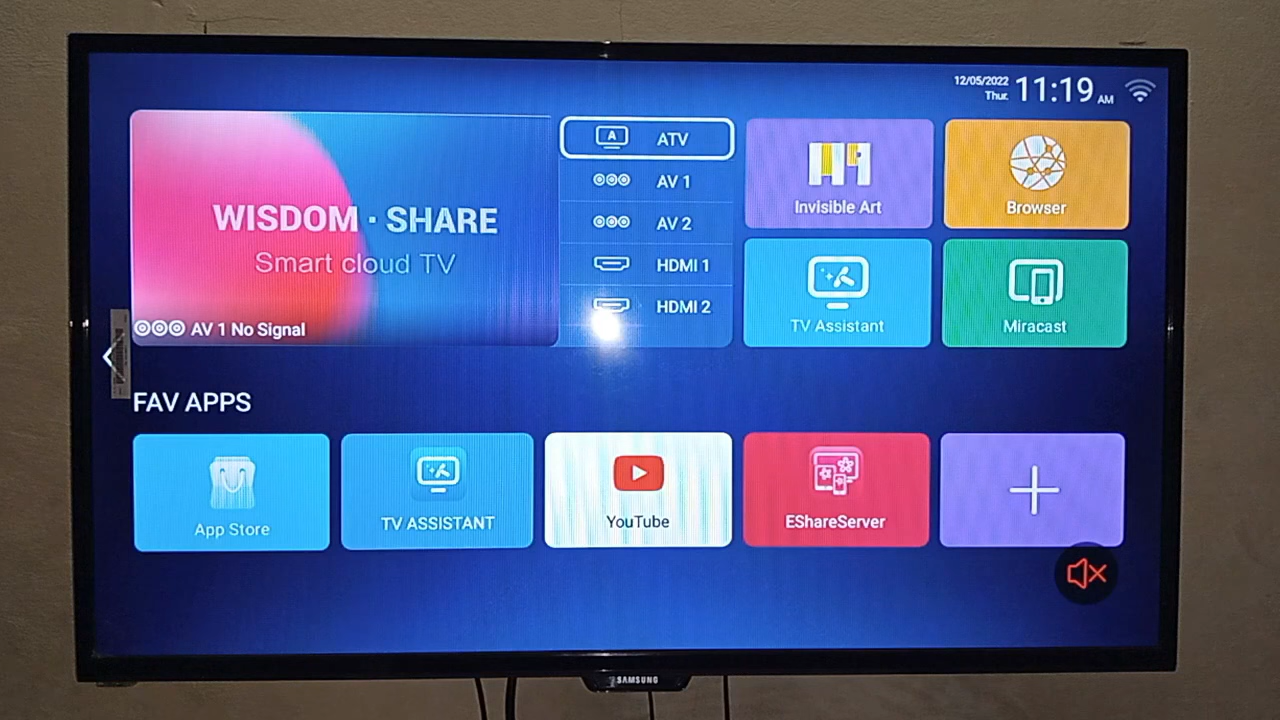 12/05/2022
Thur.
11:19 AM
WISDOM · SHARE
Smart cloud TV
AV 1 No Signal
A
ATV
AV 1
AV 2
HDMI 1
HDMI 2
Invisible Art
Browser
TV Assistant
Miracast
FAV APPS
App Store
TV ASSISTANT
YouTube
EShareServer
SAMSUNG